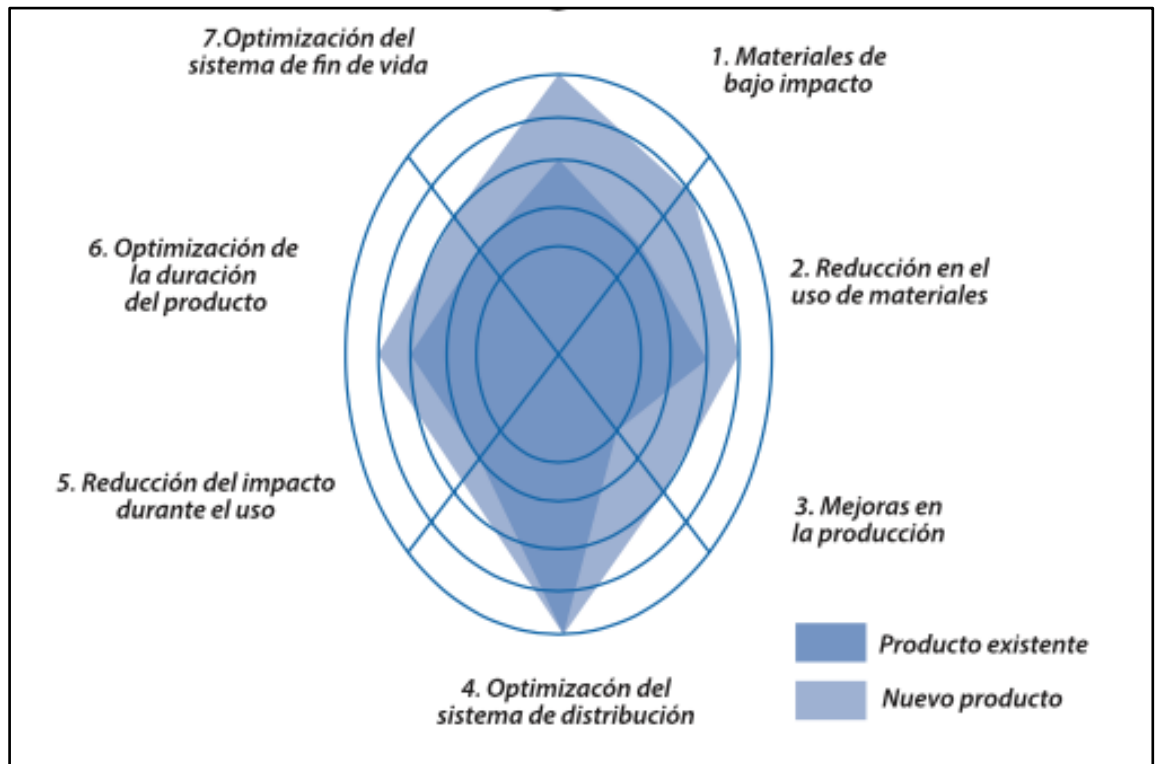 7.Optimización del
sistema de fin de vida
1. Materiales de
bajo impacto
6. Optimización de
la duración
del producto
2. Reducción en el
uso de materiales
5. Reducción del impacto
durante el uso
3. Mejoras en
la producción
Producto existente
Nuevo producto
4. Optimizacón del
sistema de distribución